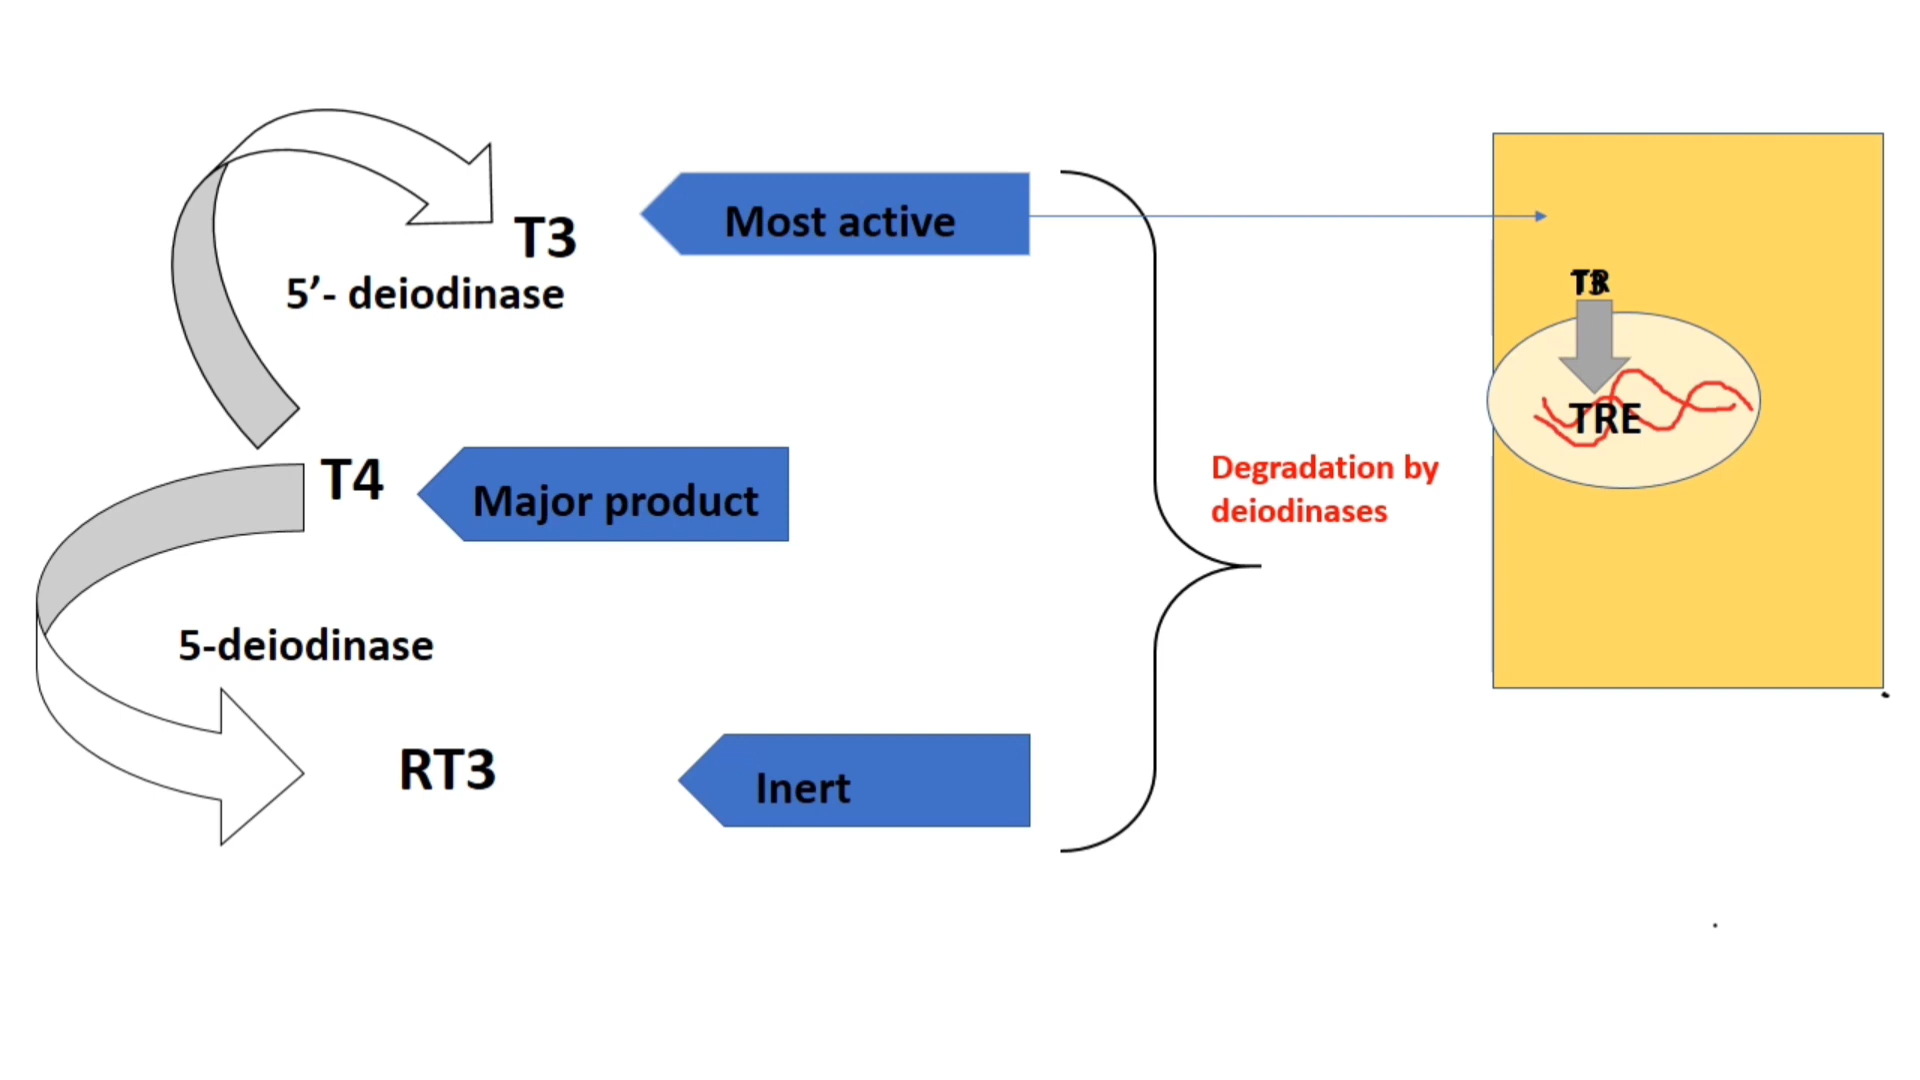 T3
Most active
5’- deiodinase
T4
Major product
Degradation by
deiodinases
TRE
5-deiodinase
RT3
Inert